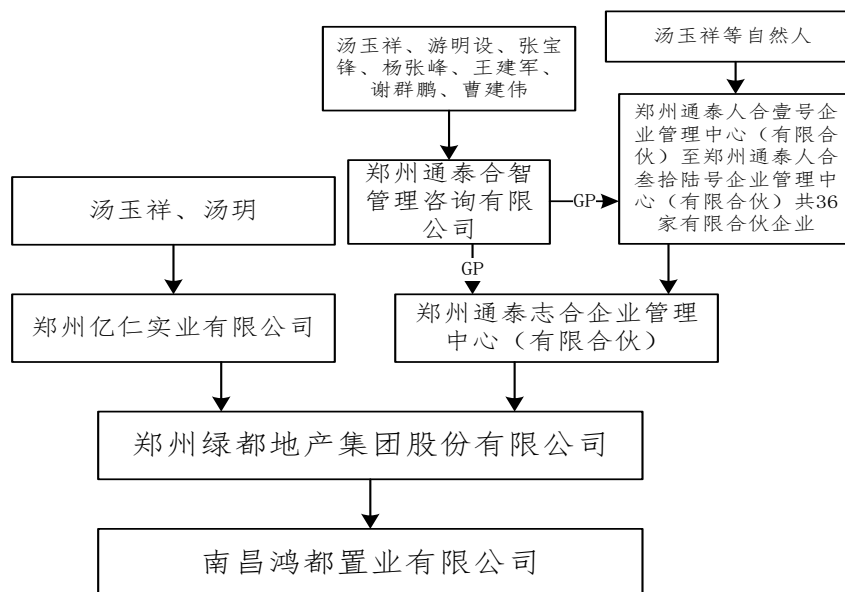 汤玉祥、游明设、张宝
锋、杨张峰、王建军、
谢群鹏、曹建伟
汤玉祥等自然人
郑州通泰人合壹号企
业管理中心（有限合
伙）至郑州通泰人合
叁拾陆号企业管理中
心（有限合伙）共36
家有限合伙企业
郑州通泰合智
管理咨询有限
公司
GP
汤玉祥、汤玥
GP
郑州亿仁实业有限公司
郑州通泰志合企业管理
中心（有限合伙）
郑州绿都地产集团股份有限公司
南昌鸿都置业有限公司